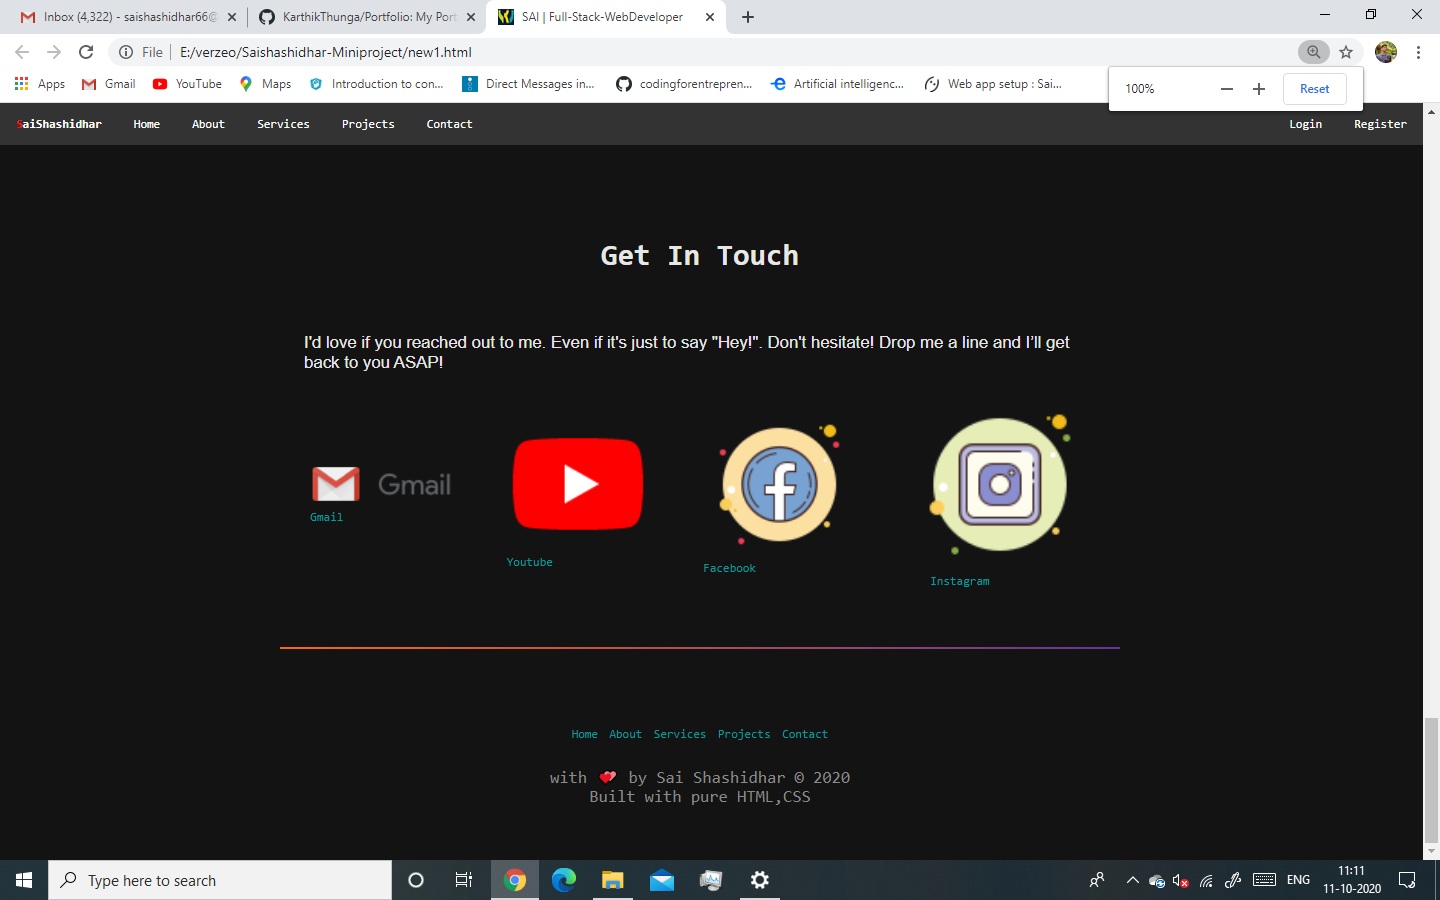 Inbox (4,322) - saishashidhar66@
KarthikThunga/Portfolio: My Port
SAI | Full-Stack-WebDeveloper
File | E:/verzeo/Saishashidhar-Miniproject/new1.html
Apps Gmail YouTube Maps Introduction to con... Direct Messages in... codingforentrepren... Artificial intelligenc... Web app setup : Sai...
100% Reset
SaiShashidhar Home About Services Projects Contact Login Register
Get In Touch
I'd love if you reached out to me. Even if it's just to say "Hey!". Don't hesitate! Drop me a line and I’ll get
back to you ASAP!
Gmail
Gmail
Youtube
Facebook
Instagram
Home About Services Projects Contact
with ❤ by Sai Shashidhar © 2020
Built with pure HTML,CSS
Type here to search
ENG
11:11
11-10-2020